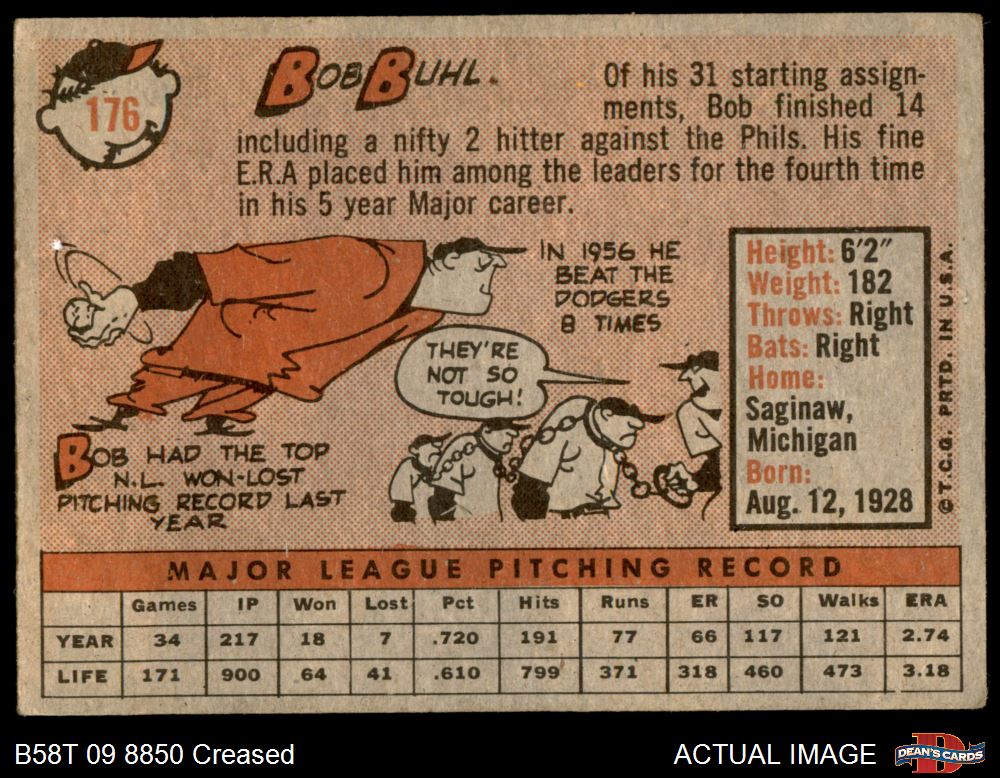 176
BOB BUHL.
Of his 31 starting assign-
ments, Bob finished 14
including a nifty 2 hitter against the Phils. His fine
E.R.A placed him among the leaders for the fourth time
in his 5 year Major career.
IN 1956 HE
BEAT THE
DODGERS
8 TIMES
THEY'RE
NOT SO
TOUGH!
BOB HAD THE TOP
N.L. WON-LOST
PITCHING RECORD LAST
YEAR
Height: 6'2"
Weight: 182
Throws: Right
Bats: Right
Home:
Saginaw,
Michigan
Born:
Aug. 12, 1928
© T.C.G. PRTD. IN U.S.A.
MAJOR LEAGUE PITCHING RECORD
Games IP Won Lost Pct Hits Runs ER SO Walks ERA
YEAR 34 217 18 7 .720 191 77 66 117 121 2.74
LIFE 171 900 64 41 .610 799 371 318 460 473 3.18
B58T 09 8850 Creased
ACTUAL IMAGE
DEAN'S CARDS